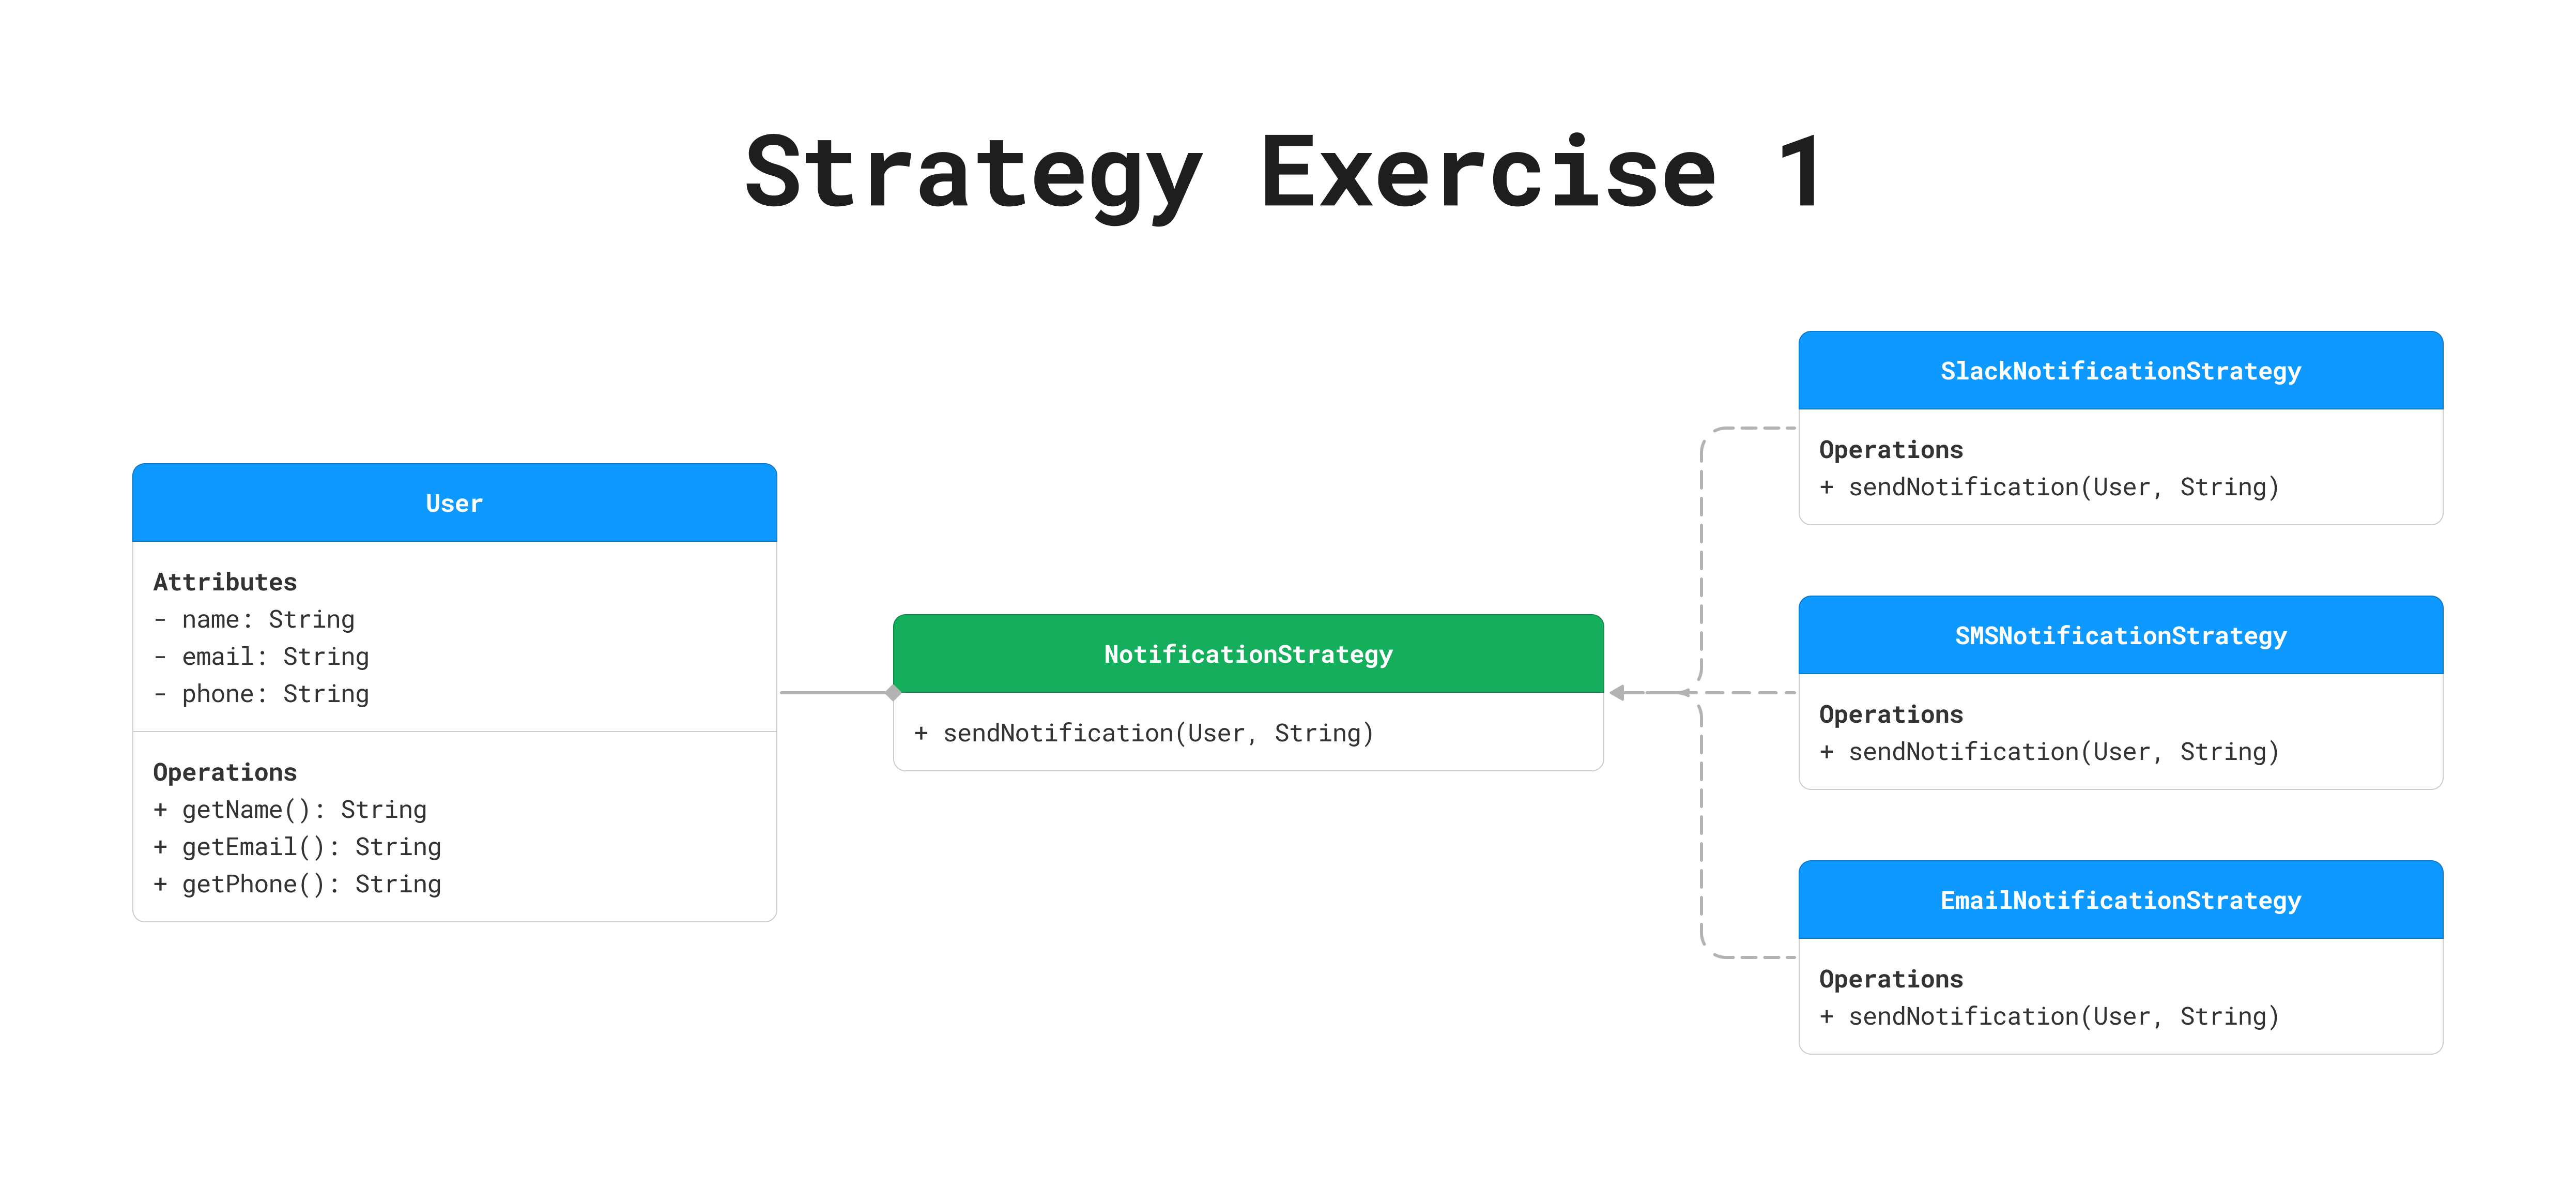 Strategy Exercise 1
User
Attributes
- name: String
- email: String
- phone: String
Operations
+ getName(): String
+ getEmail(): String
+ getPhone(): String
NotificationStrategy
+ sendNotification(User, String)
SlackNotificationStrategy
Operations
+ sendNotification(User, String)
SMSNotificationStrategy
Operations
+ sendNotification(User, String)
EmailNotificationStrategy
Operations
+ sendNotification(User, String)